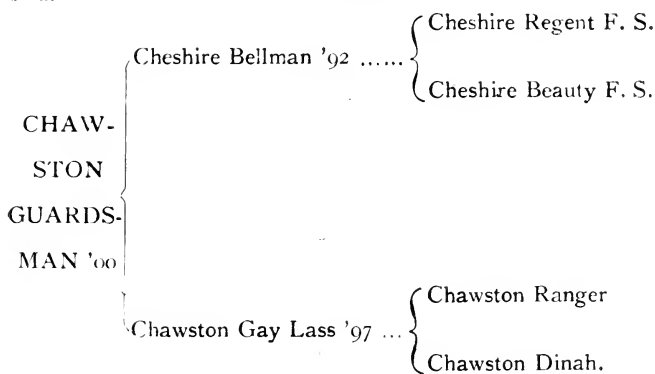 Cheshire Regent F. S.
Cheshire Bellman '92 ......
Cheshire Beauty F. S.
CHAW-
STON
GUARDS-
MAN '00
Chawston Ranger
Chawston Gay Lass '97 ...
Chawston Dinah.